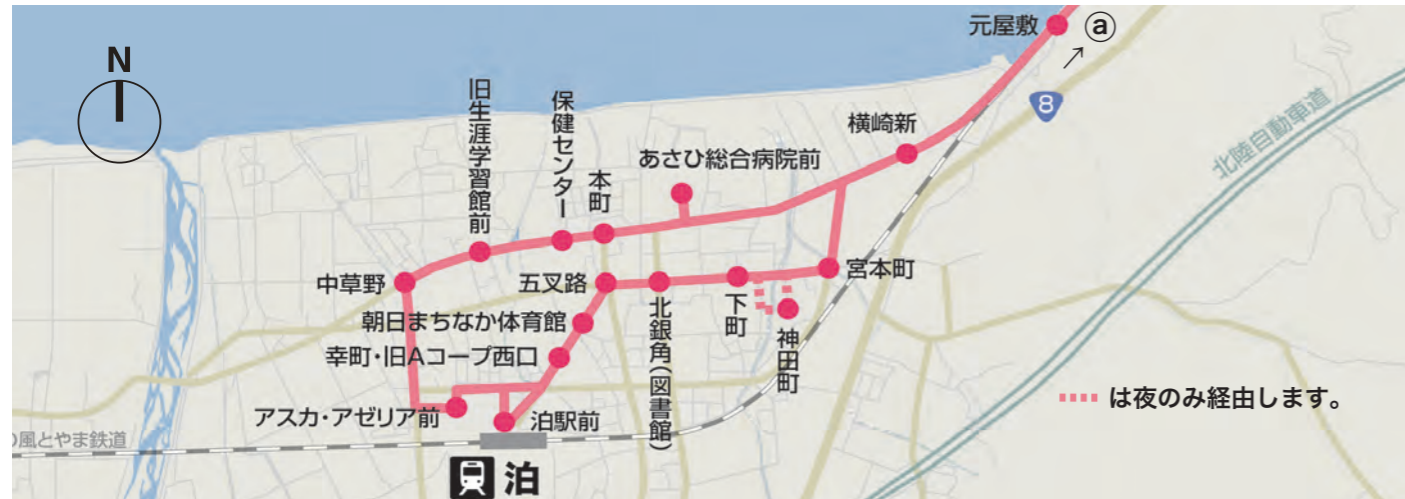 N
元屋敷
ⓐ
8
北陸自動車道
旧生涯学習館前
保健センター
本町
あさひ総合病院前
横崎新
中草野
五叉路
北銀角(図書館)
下町
神田町
宮本町
朝日まちなか体育館
幸町・旧Aコープ西口
アスカ・アゼリア前
泊駅前
は夜のみ経由します。
の風とやま鉄道
泊